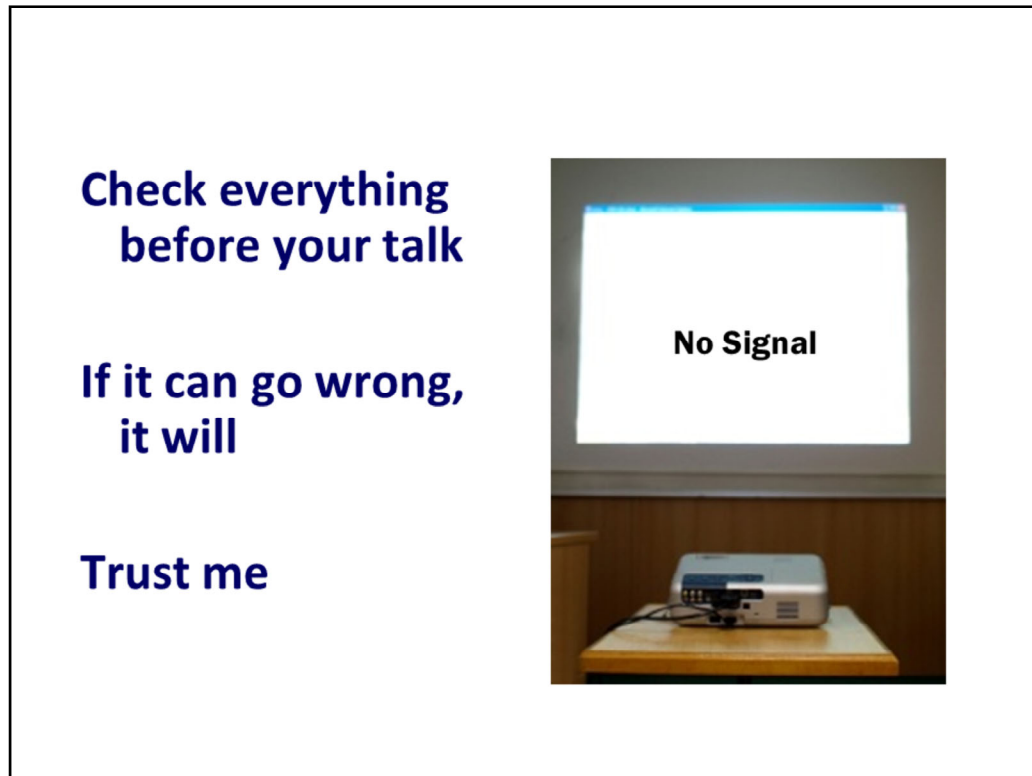 Check everything
before your talk
If it can go wrong,
it will
Trust me
No Signal